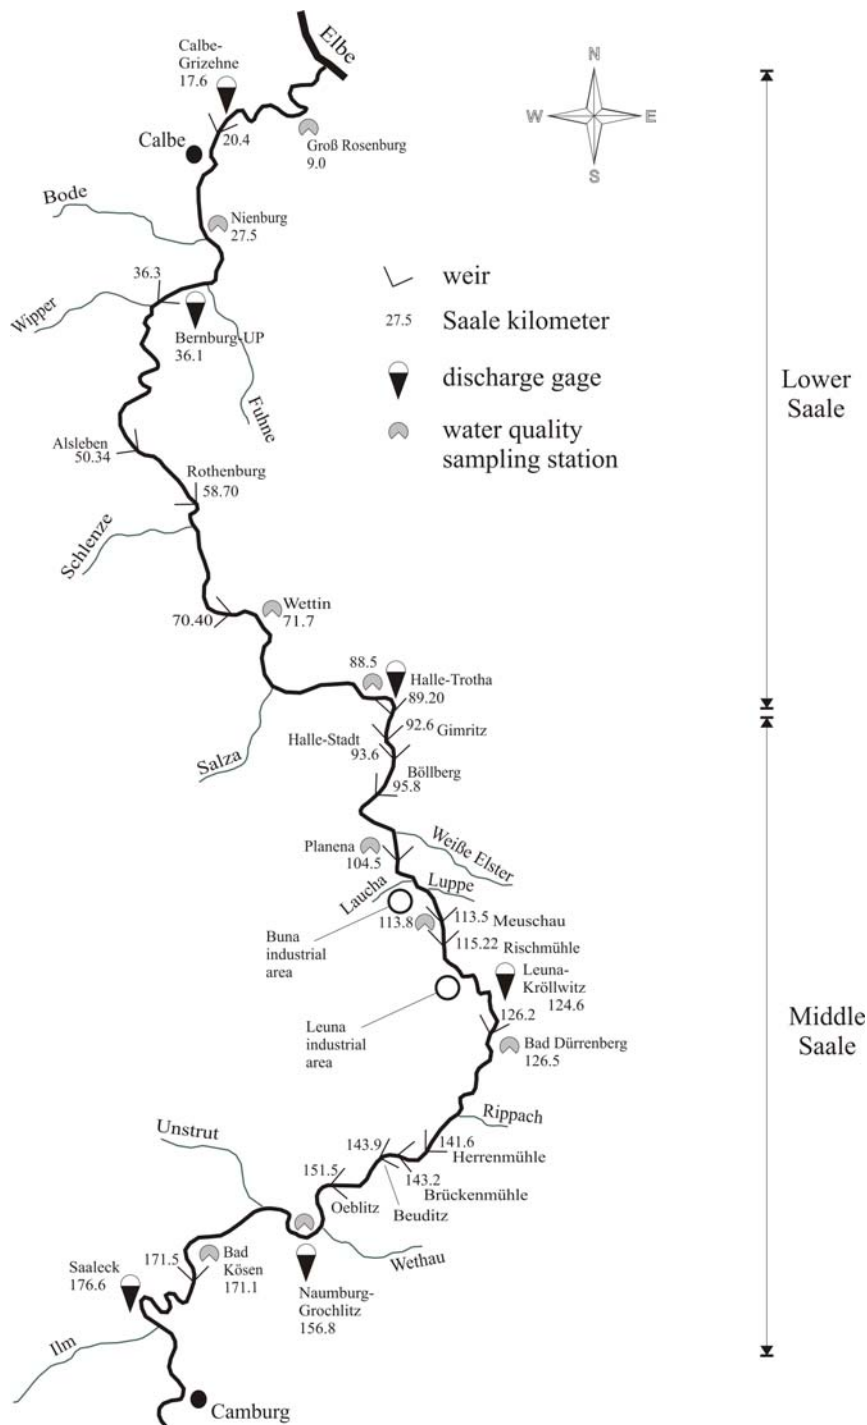 Elbe
Calbe-
Grizehne
17.6
N
W
E
S
20.4
Groß Rosenburg
9.0
Calbe
Bode
Nienburg
27.5
36.3
Wipper
Bernburg-UP
36.1
Fuhne
weir
27.5
Saale kilometer
discharge gage
water quality
sampling station
Lower
Saale
Alsleben
50.34
Rothenburg
58.70
Schlenze
70.40
Wettin
71.7
88.5
Halle-Trotha
89.20
Salza
92.6
Gimritz
Halle-Stadt
93.6
Böllberg
95.8
Planena
104.5
Weiße Elster
Laucha
Luppe
113.8
113.5
Meuschau
115.22
Rischmühle
Buna
industrial
area
Leuna-
Kröllwitz
124.6
Leuna
industrial
area
126.2
Bad Dürrenberg
126.5
Middle
Saale
Rippach
Unstrut
143.9
141.6
Herrenmühle
143.2
Brückenmühle
151.5
Oeblitz
Beuditz
Wethau
171.5
Bad
Kösen
171.1
Saaleck
176.6
Naumburg-
Grochlitz
156.8
Ilm
Camburg